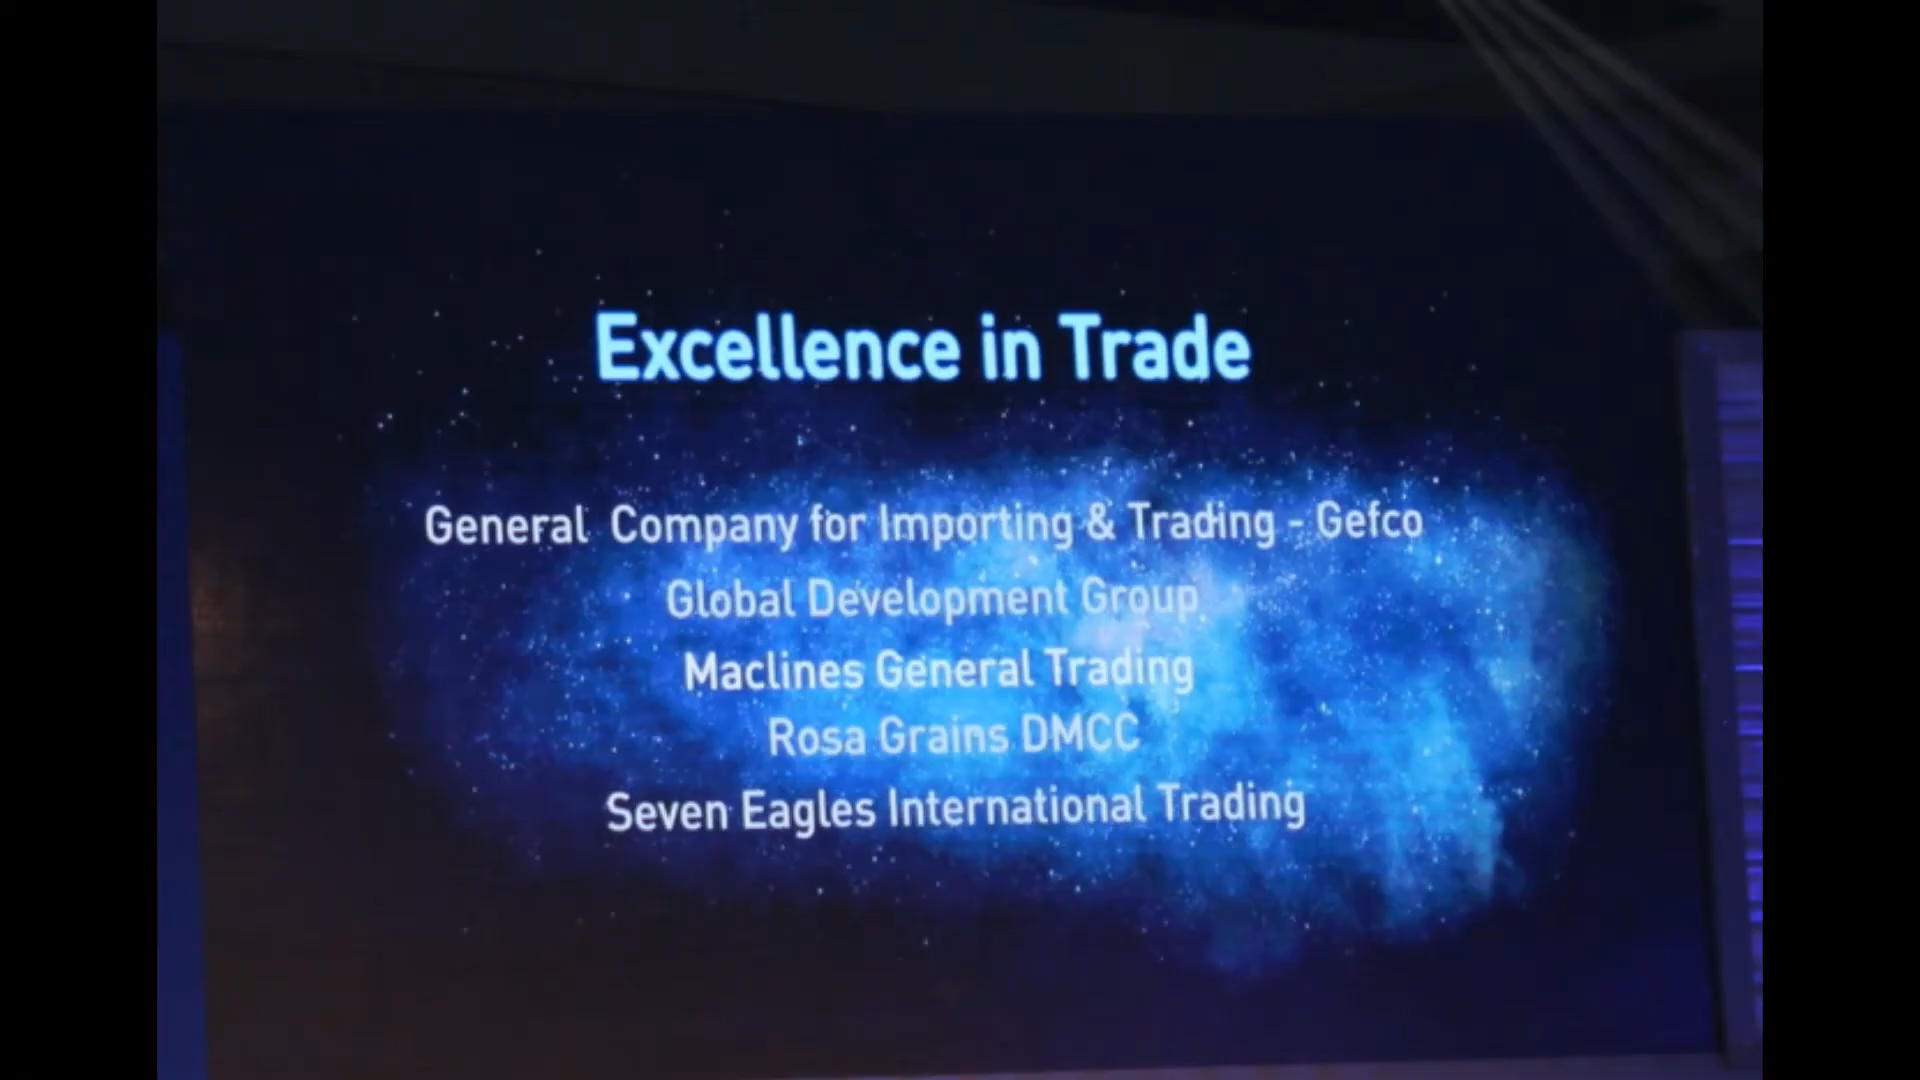 Excellence in Trade
General Company for Importing & Trading - Gefco
Global Development Group
Maclines General Trading
Rosa Grains DMCC
Seven Eagles International Trading